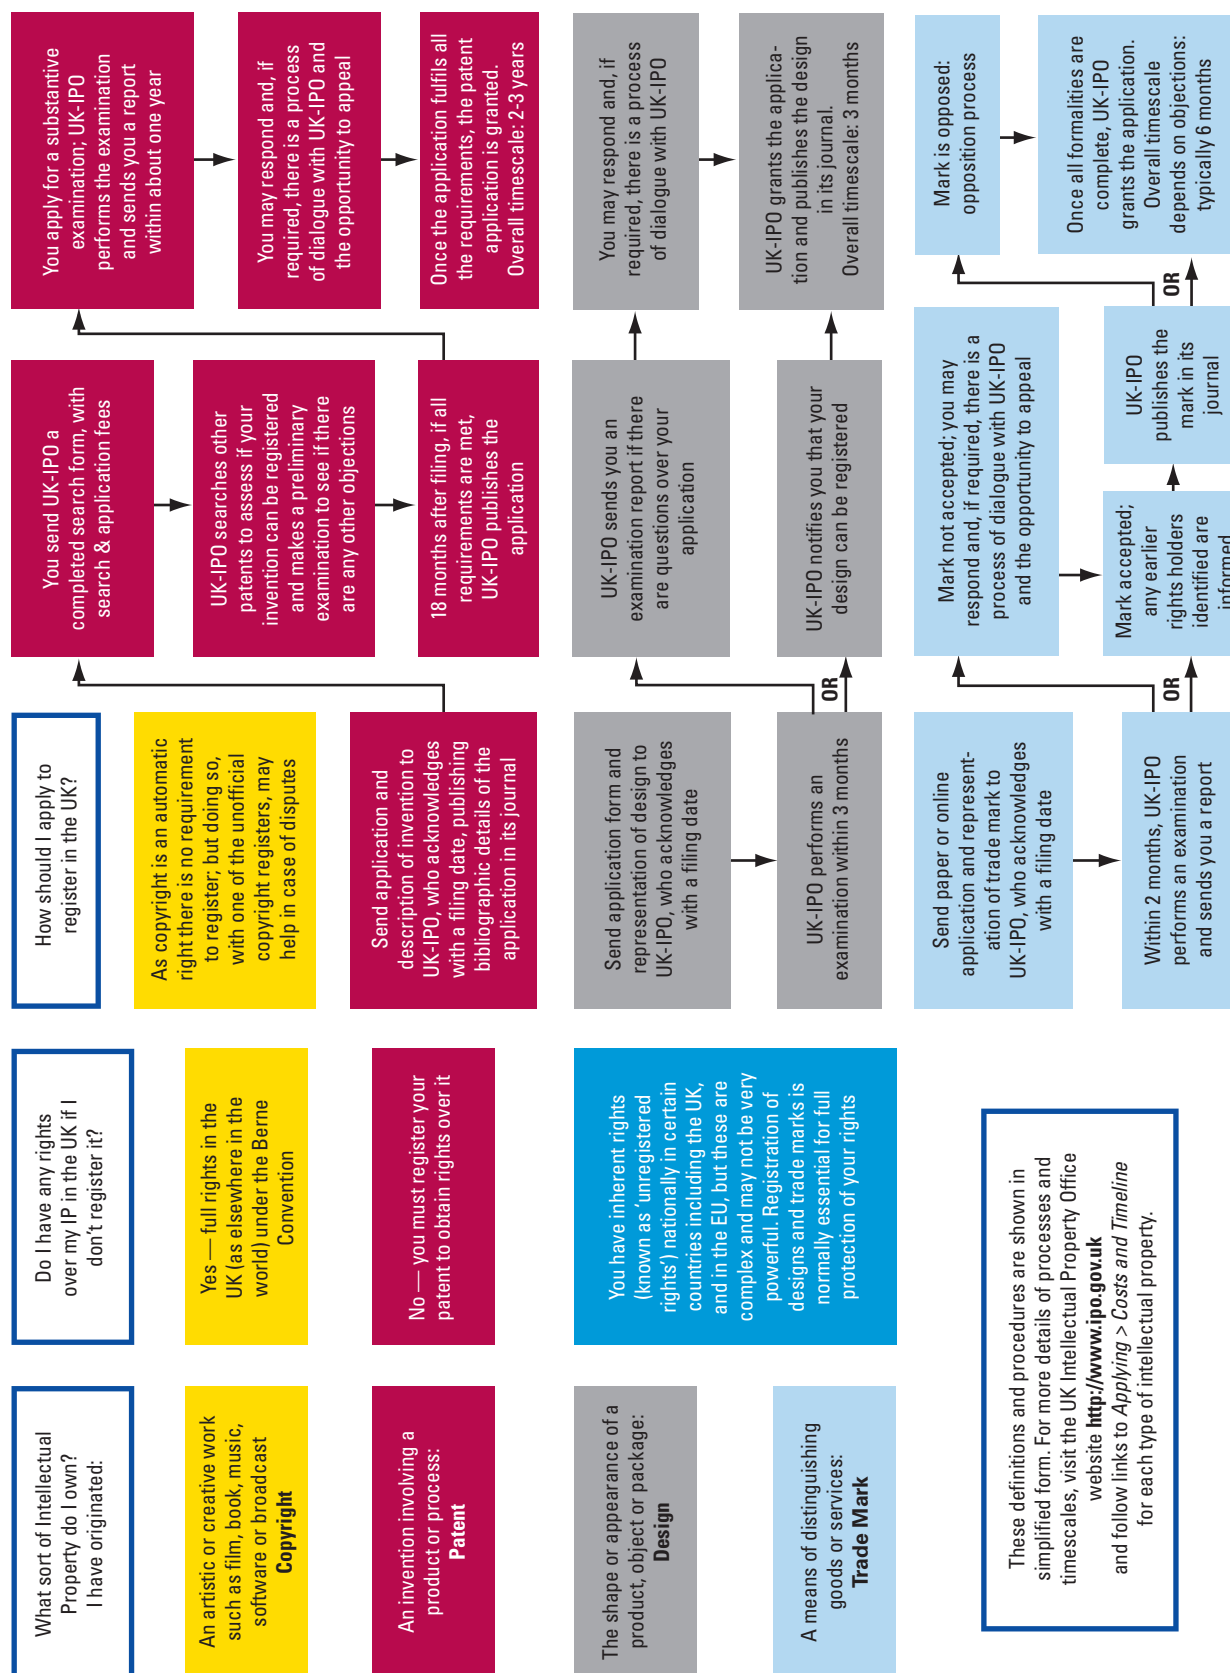 What sort of Intellectual
Property do I own?
I have originated:
Do I have any rights
over my IP in the UK if I
don't register it?
How should I apply to
register in the UK?
An artistic or creative work
such as film, book, music,
software or broadcast
Copyright
Yes — full rights in the
UK (as elsewhere in the
world) under the Berne
Convention
As copyright is an automatic
right there is no requirement
to register; but doing so,
with one of the unofficial
copyright registers, may
help in case of disputes
An invention involving a
product or process:
Patent
No — you must register your
patent to obtain rights over it
Send application and
description of invention to
UK-IPO, who acknowledges
with a filing date, publishing
bibliographic details of the
application in its journal
You send UK-IPO a
completed search form, with
search & application fees
UK-IPO searches other
patents to assess if your
invention can be registered
and makes a preliminary
examination to see if there
are any other objections
18 months after filing, if all
requirements are met,
UK-IPO publishes the
application
You apply for a substantive
examination; UK-IPO
performs the examination
and sends you a report
within about one year
You may respond and, if
required, there is a process
of dialogue with UK-IPO and
the opportunity to appeal
Once the application fulfils all
the requirements, the patent
application is granted.
Overall timescale: 2-3 years
The shape or appearance of a
product, object or package:
Design
You have inherent rights
(known as ‘unregistered
rights’) nationally in certain
countries including the UK,
and in the EU, but these are
complex and may not be very
powerful. Registration of
designs and trade marks is
normally essential for full
protection of your rights
Send application form and
representation of design to
UK-IPO, who acknowledges
with a filing date
UK-IPO performs an
examination within 3 months
OR
UK-IPO sends you an
examination report if there
are questions over your
application
UK-IPO notifies you that your
design can be registered
You may respond and, if
required, there is a process
of dialogue with UK-IPO
UK-IPO grants the applica-
tion and publishes the design
in its journal.
Overall timescale: 3 months
A means of distinguishing
goods or services:
Trade Mark
Send paper or online
application and represent-
ation of trade mark to
UK-IPO, who acknowledges
with a filing date
Within 2 months, UK-IPO
performs an examination
and sends you a report
OR
Mark not accepted; you may
respond and, if required, there is a
process of dialogue with UK-IPO
and the opportunity to appeal
Mark accepted;
any earlier
rights holders
identified are
informed
UK-IPO
publishes the
mark in its
journal
OR
Mark is opposed:
opposition process
Once all formalities are
complete, UK-IPO
grants the application.
Overall timescale
depends on objections:
typically 6 months
These definitions and procedures are shown in
simplified form. For more details of processes and
timescales, visit the UK Intellectual Property Office
website http://www.ipo.gov.uk
and follow links to Applying > Costs and Timeline
for each type of intellectual property.